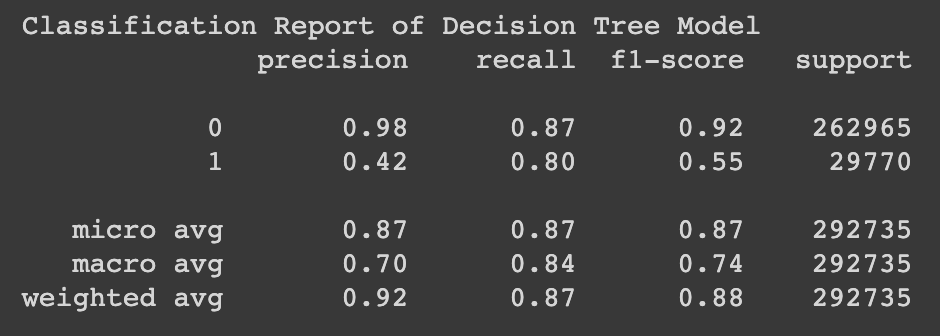 Classification Report of Decision Tree Model
precision recall f1-score support
0 0.98 0.87 0.92 262965
1 0.42 0.80 0.55 29770
micro avg 0.87 0.87 0.87 292735
macro avg 0.70 0.84 0.74 292735
weighted avg 0.92 0.87 0.88 292735